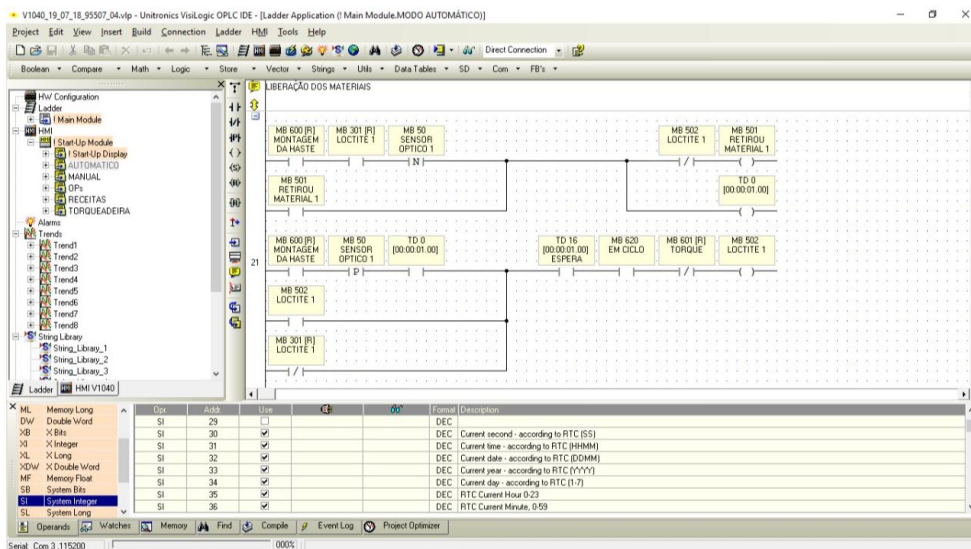 V1040_19_07_18_95507_04.vlp - Unitronics VisiLogic OPLC IDE - [Ladder Application (! Main Module.MODO AUTOMÁTICO)]
Project Edit View Insert Build Connection Ladder HMI Tools Help
Direct Connection
Boolean Compare Math Logic Store Vector Strings Utils Data Tables SD Com FB's
HW Configuration
Ladder
! Main Module
HMI
! Start-Up Module
! Start-Up Display
AUTOMATICO
MANUAL
OPs
RECEITAS
TORQUEADEIRA
Alarms
Trends
Trend1
Trend2
Trend3
Trend4
Trend5
Trend6
Trend7
Trend8
String Library
String_Library_1
String_Library_2
String_Library_3
Ladder HMI V1040
LIBERAÇÃO DOS MATERIAIS
MB 600 [R] MONTAGEM DA HASTE
MB 301 [R] LOCTITE 1
MB 50 SENSOR OPTICO 1
N
MB 502 LOCTITE 1
MB 501 RETIROU MATERIAL 1
MB 501 RETIROU MATERIAL 1
TD 0 [00:00:01.00]
21
MB 600 [R] MONTAGEM DA HASTE
MB 50 SENSOR OPTICO 1
P
TD 0 [00:00:01.00]
TD 16 [00:00:01.00] ESPERA
MB 620 EM CICLO
MB 601 [R] TORQUE
MB 502 LOCTITE 1
MB 502 LOCTITE 1
MB 301 [R] LOCTITE 1
ML Memory Long
DW Double Word
XB X Bits
XI X Integer
XL X Long
XDW X Double Word
MF Memory Float
SB System Bits
SI System Integer
SL System Long
Opr Addr Use Format Description
SI 29 DEC
SI 30 DEC Current second - according to RTC (SS)
SI 31 DEC Current time - according to RTC (HHMM)
SI 32 DEC Current date - according to RTC (DDMM)
SI 33 DEC Current year - according to RTC (YYYY)
SI 34 DEC Current day - according to RTC (1-7)
SI 35 DEC RTC Current Hour 0-23
SI 36 DEC RTC Current Minute, 0-59
Operands Watches Memory Find Compile Event Log Project Optimizer
Serial: Com 3 ,115200 000%